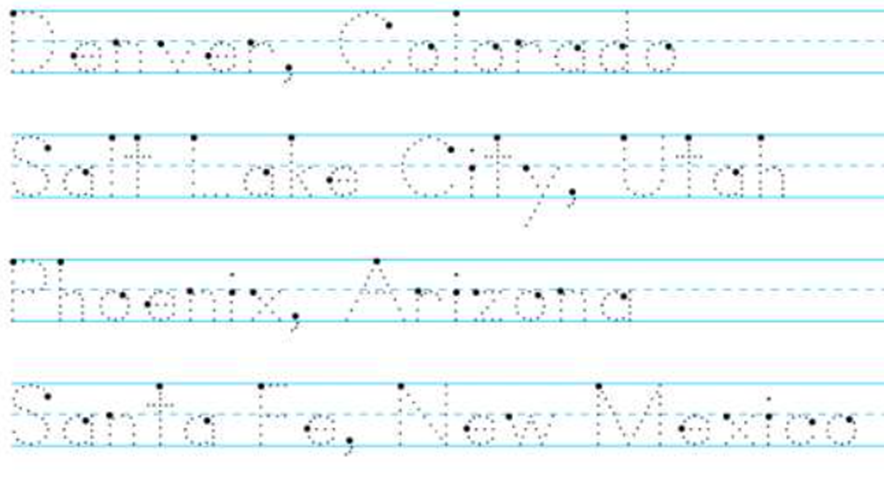 Denver, Colorado
Salt Lake City, Utah
Phoenix, Arizona
Santa Fe, New Mexico